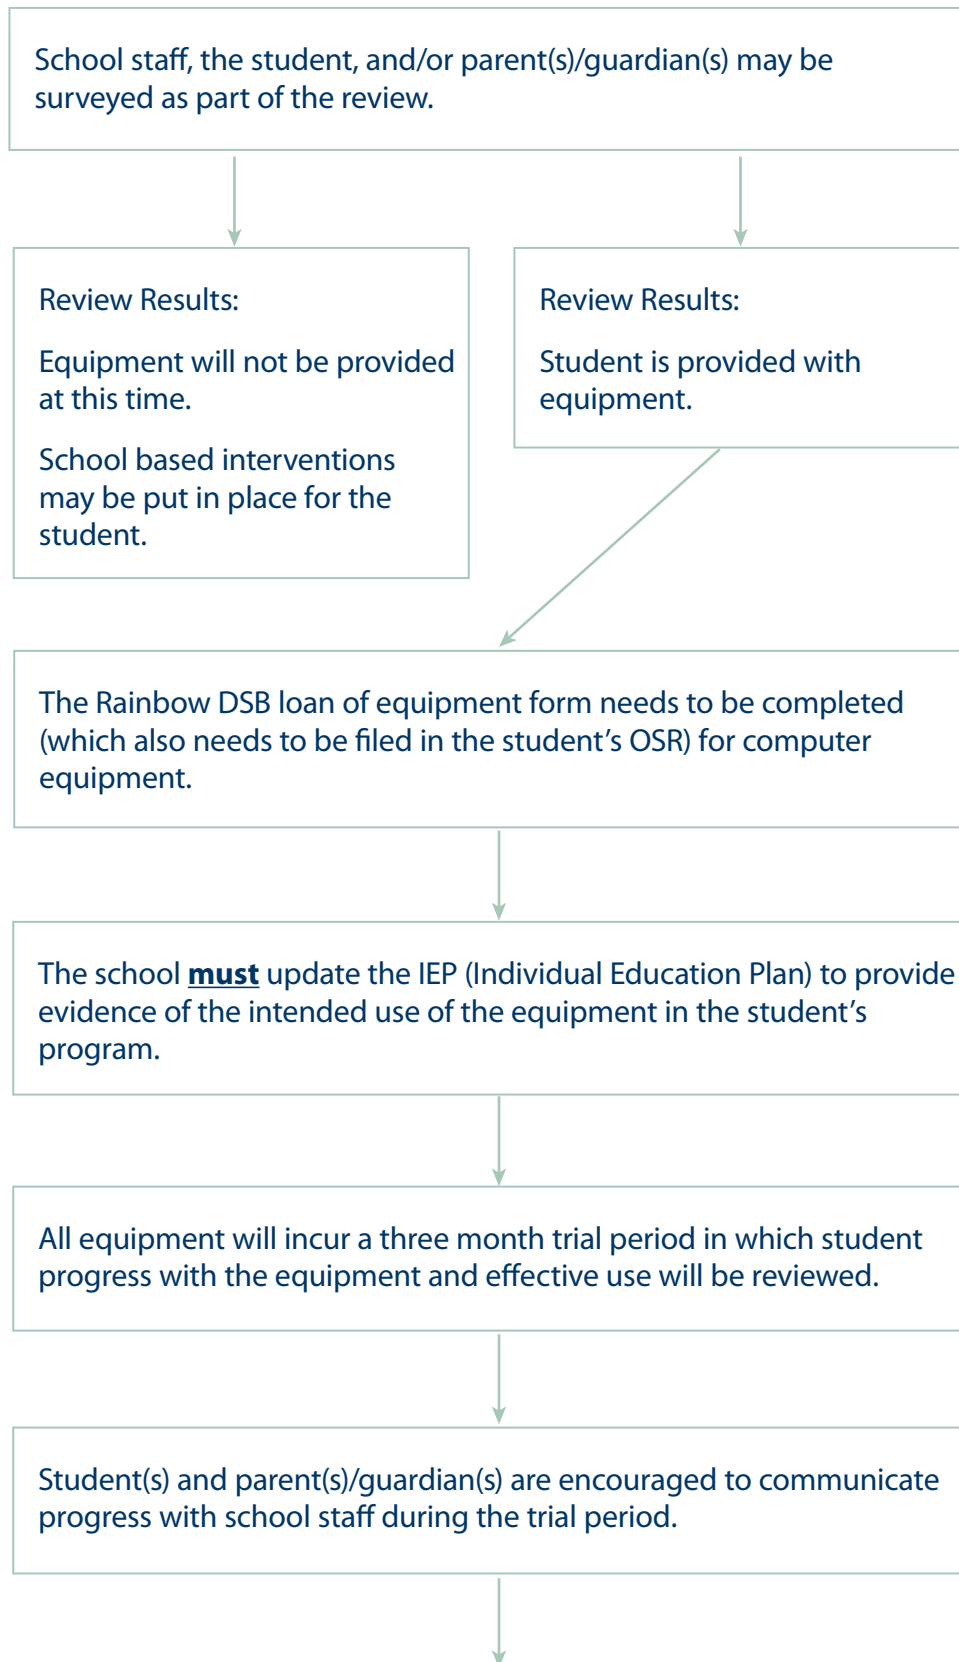 School staff, the student, and/or parent(s)/guardian(s) may be
surveyed as part of the review.
Review Results:
Equipment will not be provided
at this time.
School based interventions
may be put in place for the
student.
Review Results:
Student is provided with
equipment.
The Rainbow DSB loan of equipment form needs to be completed
(which also needs to be filed in the student’s OSR) for computer
equipment.
The school must update the IEP (Individual Education Plan) to provide
evidence of the intended use of the equipment in the student’s
program.
All equipment will incur a three month trial period in which student
progress with the equipment and effective use will be reviewed.
Student(s) and parent(s)/guardian(s) are encouraged to communicate
progress with school staff during the trial period.